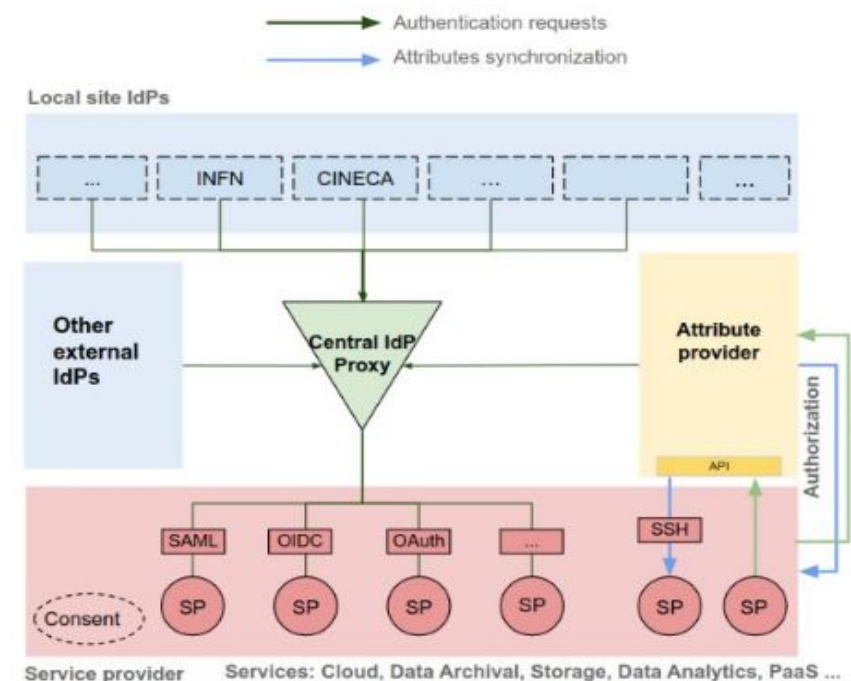 Authentication requests
Attributes synchronization
Local site IdPs
...
INFN
CINECA
...
...
Other
external
IdPs
Central IdP
Proxy
Attribute
provider
API
Authorization
SAML
OIDC
OAuth
...
SSH
SP
SP
SP
SP
SP
SP
Consent
Service provider
Services: Cloud, Data Archival, Storage, Data Analytics, PaaS ...